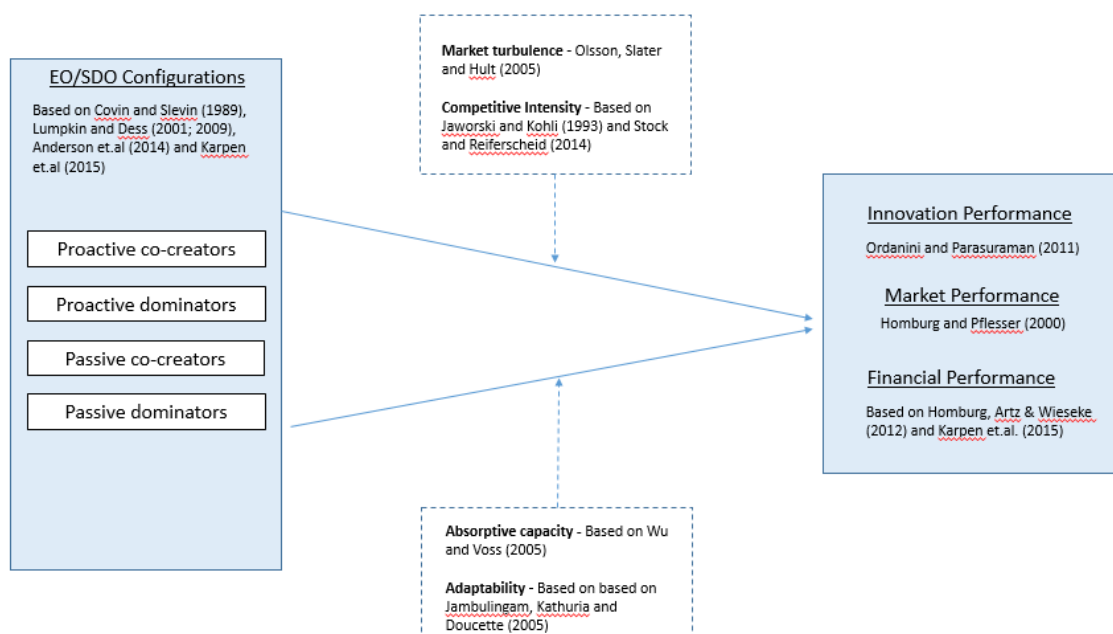 EO/SDO Configurations
Based on Covin and Slevin (1989),
Lumpkin and Dess (2001; 2009),
Anderson et.al (2014) and Karpen
et.al (2015)
Proactive co-creators
Proactive dominators
Passive co-creators
Passive dominators
Market turbulence - Olsson, Slater
and Hult (2005)
Competitive Intensity - Based on
Jaworski and Kohli (1993) and Stock
and Reiferscheid (2014)
Absorptive capacity - Based on Wu
and Voss (2005)
Adaptability - Based on based on
Jambulingam, Kathuria and
Doucette (2005)
Innovation Performance
Ordanini and Parasuraman (2011)
Market Performance
Homburg and Pflesser (2000)
Financial Performance
Based on Homburg, Artz & Wieseke
(2012) and Karpen et.al. (2015)